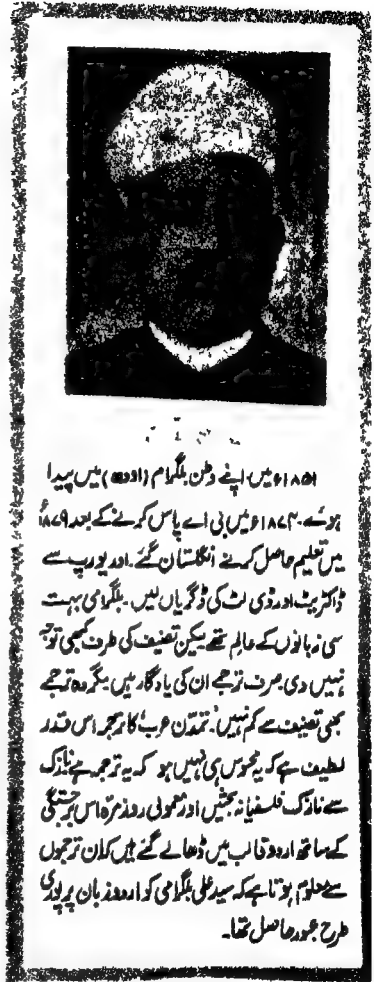 ۱۸۵۱ء میں اپنے وطن بلگرام (اودھ) میں پیدا
ہوئے۔ ۱۸۷۴ء میں بی اے پاس کرنے کے بعد ۱۸۷۹ء
میں تعلیم حاصل کرنے انگلستان گئے۔ اور یورپ سے
ڈاکٹریٹ اور ڈی لٹ کی ڈگریاں لیں۔ بلگرامی بہت
سی زبانوں کے عالم تھے لیکن تصنیف کی طرف کبھی توجہ
نہیں دی صرف ترجمے ان کی یادگار ہیں مگر وہ ترجمے
بھی تصنیف سے کم نہیں۔ تمدن عرب کا ترجمہ اس قدر
لطیف ہے کہ یہ محسوس ہی نہیں ہو کہ یہ ترجمہ ہے نازک
سے نازک فلسفیانہ بحثیں اور معمولی روزمرہ اس برجستگی
کے ساتھ اردو قالب میں ڈھالے گئے ہیں کہ ان ترجموں
سے معلوم ہوتا ہے کہ سید علی بلگرامی کو اردو زبان پر پوری
طرح عبور حاصل تھا۔